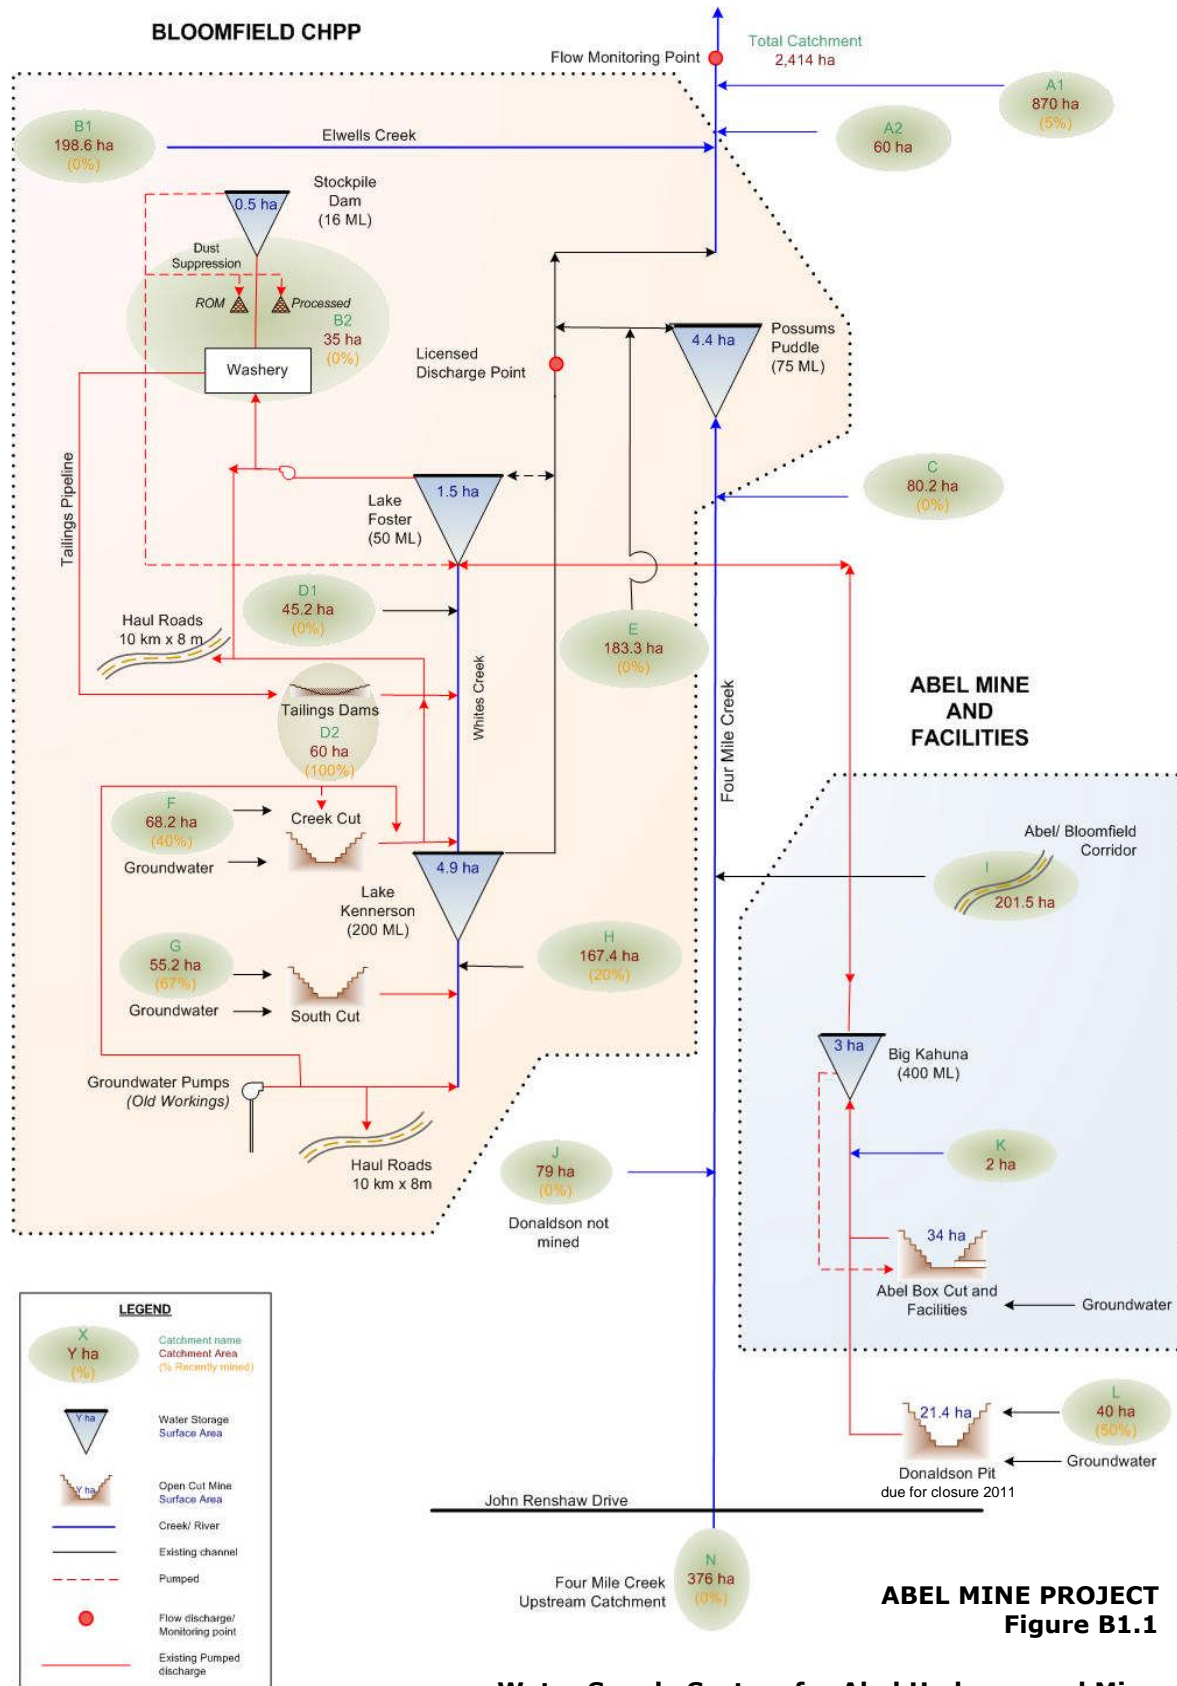 BLOOMFIELD CHPP
Flow Monitoring Point
Total Catchment
2,414 ha
A1
870 ha
(5%)
A2
60 ha
B1
198.6 ha
(0%)
Elwells Creek
Stockpile
Dam
(16 ML)
0.5 ha
Dust
Suppression
ROM
Processed
B2
35 ha
(0%)
Washery
Licensed
Discharge Point
4.4 ha
Possums
Puddle
(75 ML)
Tailings Pipeline
1.5 ha
Lake
Foster
(50 ML)
C
80.2 ha
(0%)
D1
45.2 ha
(0%)
Haul Roads
10 km x 8 m
E
183.3 ha
(0%)
Whites Creek
Four Mile Creek
Tailings Dams
D2
60 ha
(100%)
ABEL MINE
AND
FACILITIES
F
68.2 ha
(40%)
Creek Cut
Groundwater
4.9 ha
Lake
Kennerson
(200 ML)
Abel/ Bloomfield
Corridor
I
201.5 ha
G
55.2 ha
(67%)
Groundwater
South Cut
H
167.4 ha
(20%)
3 ha
Big Kahuna
(400 ML)
Groundwater Pumps
(Old Workings)
Haul Roads
10 km x 8m
J
79 ha
(0%)
Donaldson not
mined
K
2 ha
34 ha
Abel Box Cut and
Facilities
Groundwater
L
40 ha
(50%)
21.4 ha
Groundwater
Donaldson Pit
due for closure 2011
John Renshaw Drive
N
376 ha
(0%)
Four Mile Creek
Upstream Catchment
LEGEND
X
Y ha
(%)
Catchment name
Catchment Area
(% Recently mined)
Y ha
Water Storage
Surface Area
Y ha
Open Cut Mine
Surface Area
Creek/ River
Existing channel
Pumped
Flow discharge/
Monitoring point
Existing Pumped
discharge
ABEL MINE PROJECT
Figure B1.1